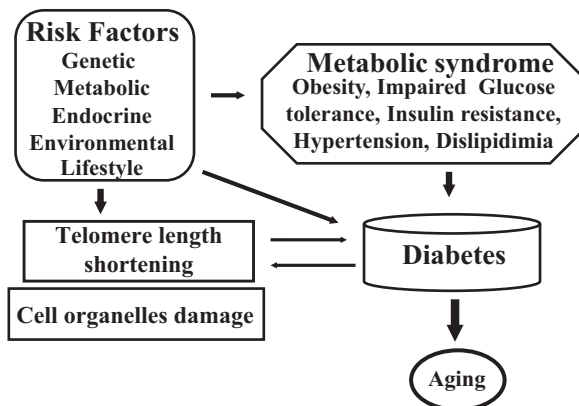 Risk Factors
Genetic
Metabolic
Endocrine
Environmental
Lifestyle
Metabolic syndrome
Obesity, Impaired Glucose
tolerance, Insulin resistance,
Hypertension, Dislipidimia
Telomere length
shortening
Diabetes
Cell organelles damage
Aging